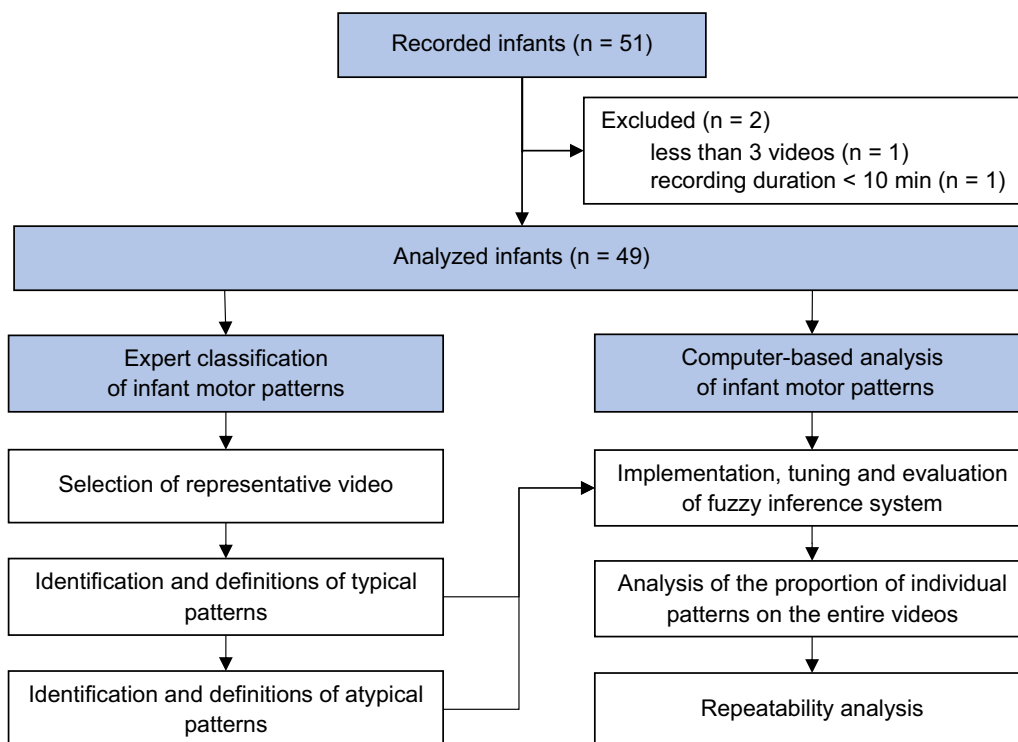 Recorded infants (n = 51)
Excluded (n = 2)
less than 3 videos (n = 1)
recording duration < 10 min (n = 1)
Analyzed infants (n = 49)
Expert classification
of infant motor patterns
Selection of representative video
Identification and definitions of typical
patterns
Identification and definitions of atypical
patterns
Computer-based analysis
of infant motor patterns
Implementation, tuning and evaluation
of fuzzy inference system
Analysis of the proportion of individual
patterns on the entire videos
Repeatability analysis